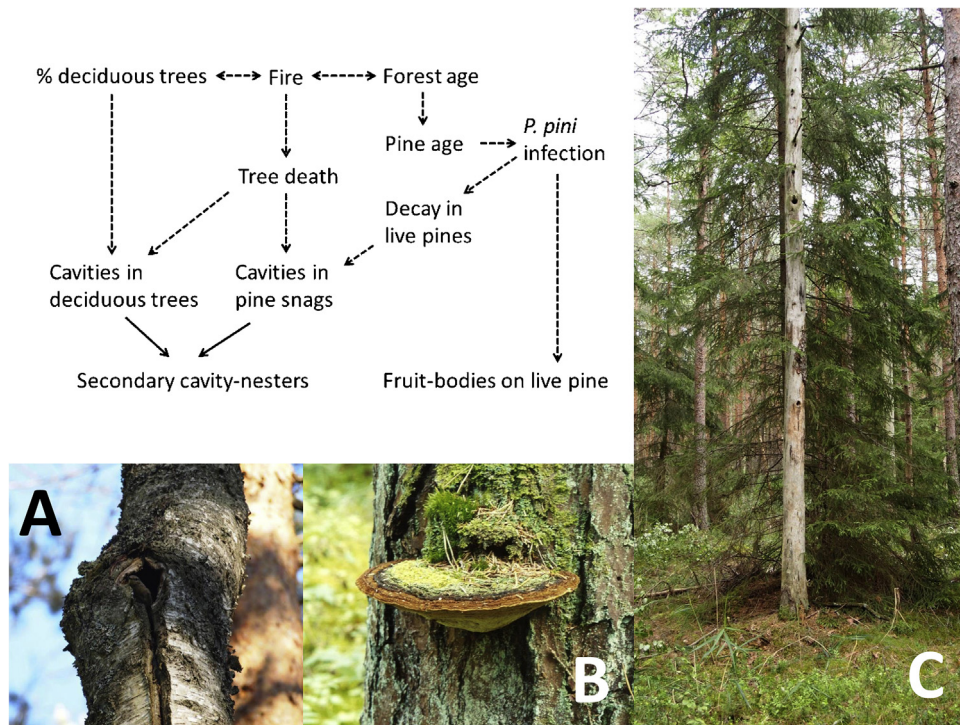 % deciduous trees
Fire
Forest age
Pine age
P. pini
infection
Tree death
Decay in
live pines
Cavities in
deciduous trees
Cavities in
pine snags
Secondary cavity-nesters
Fruit-bodies on live pine
A
B
C